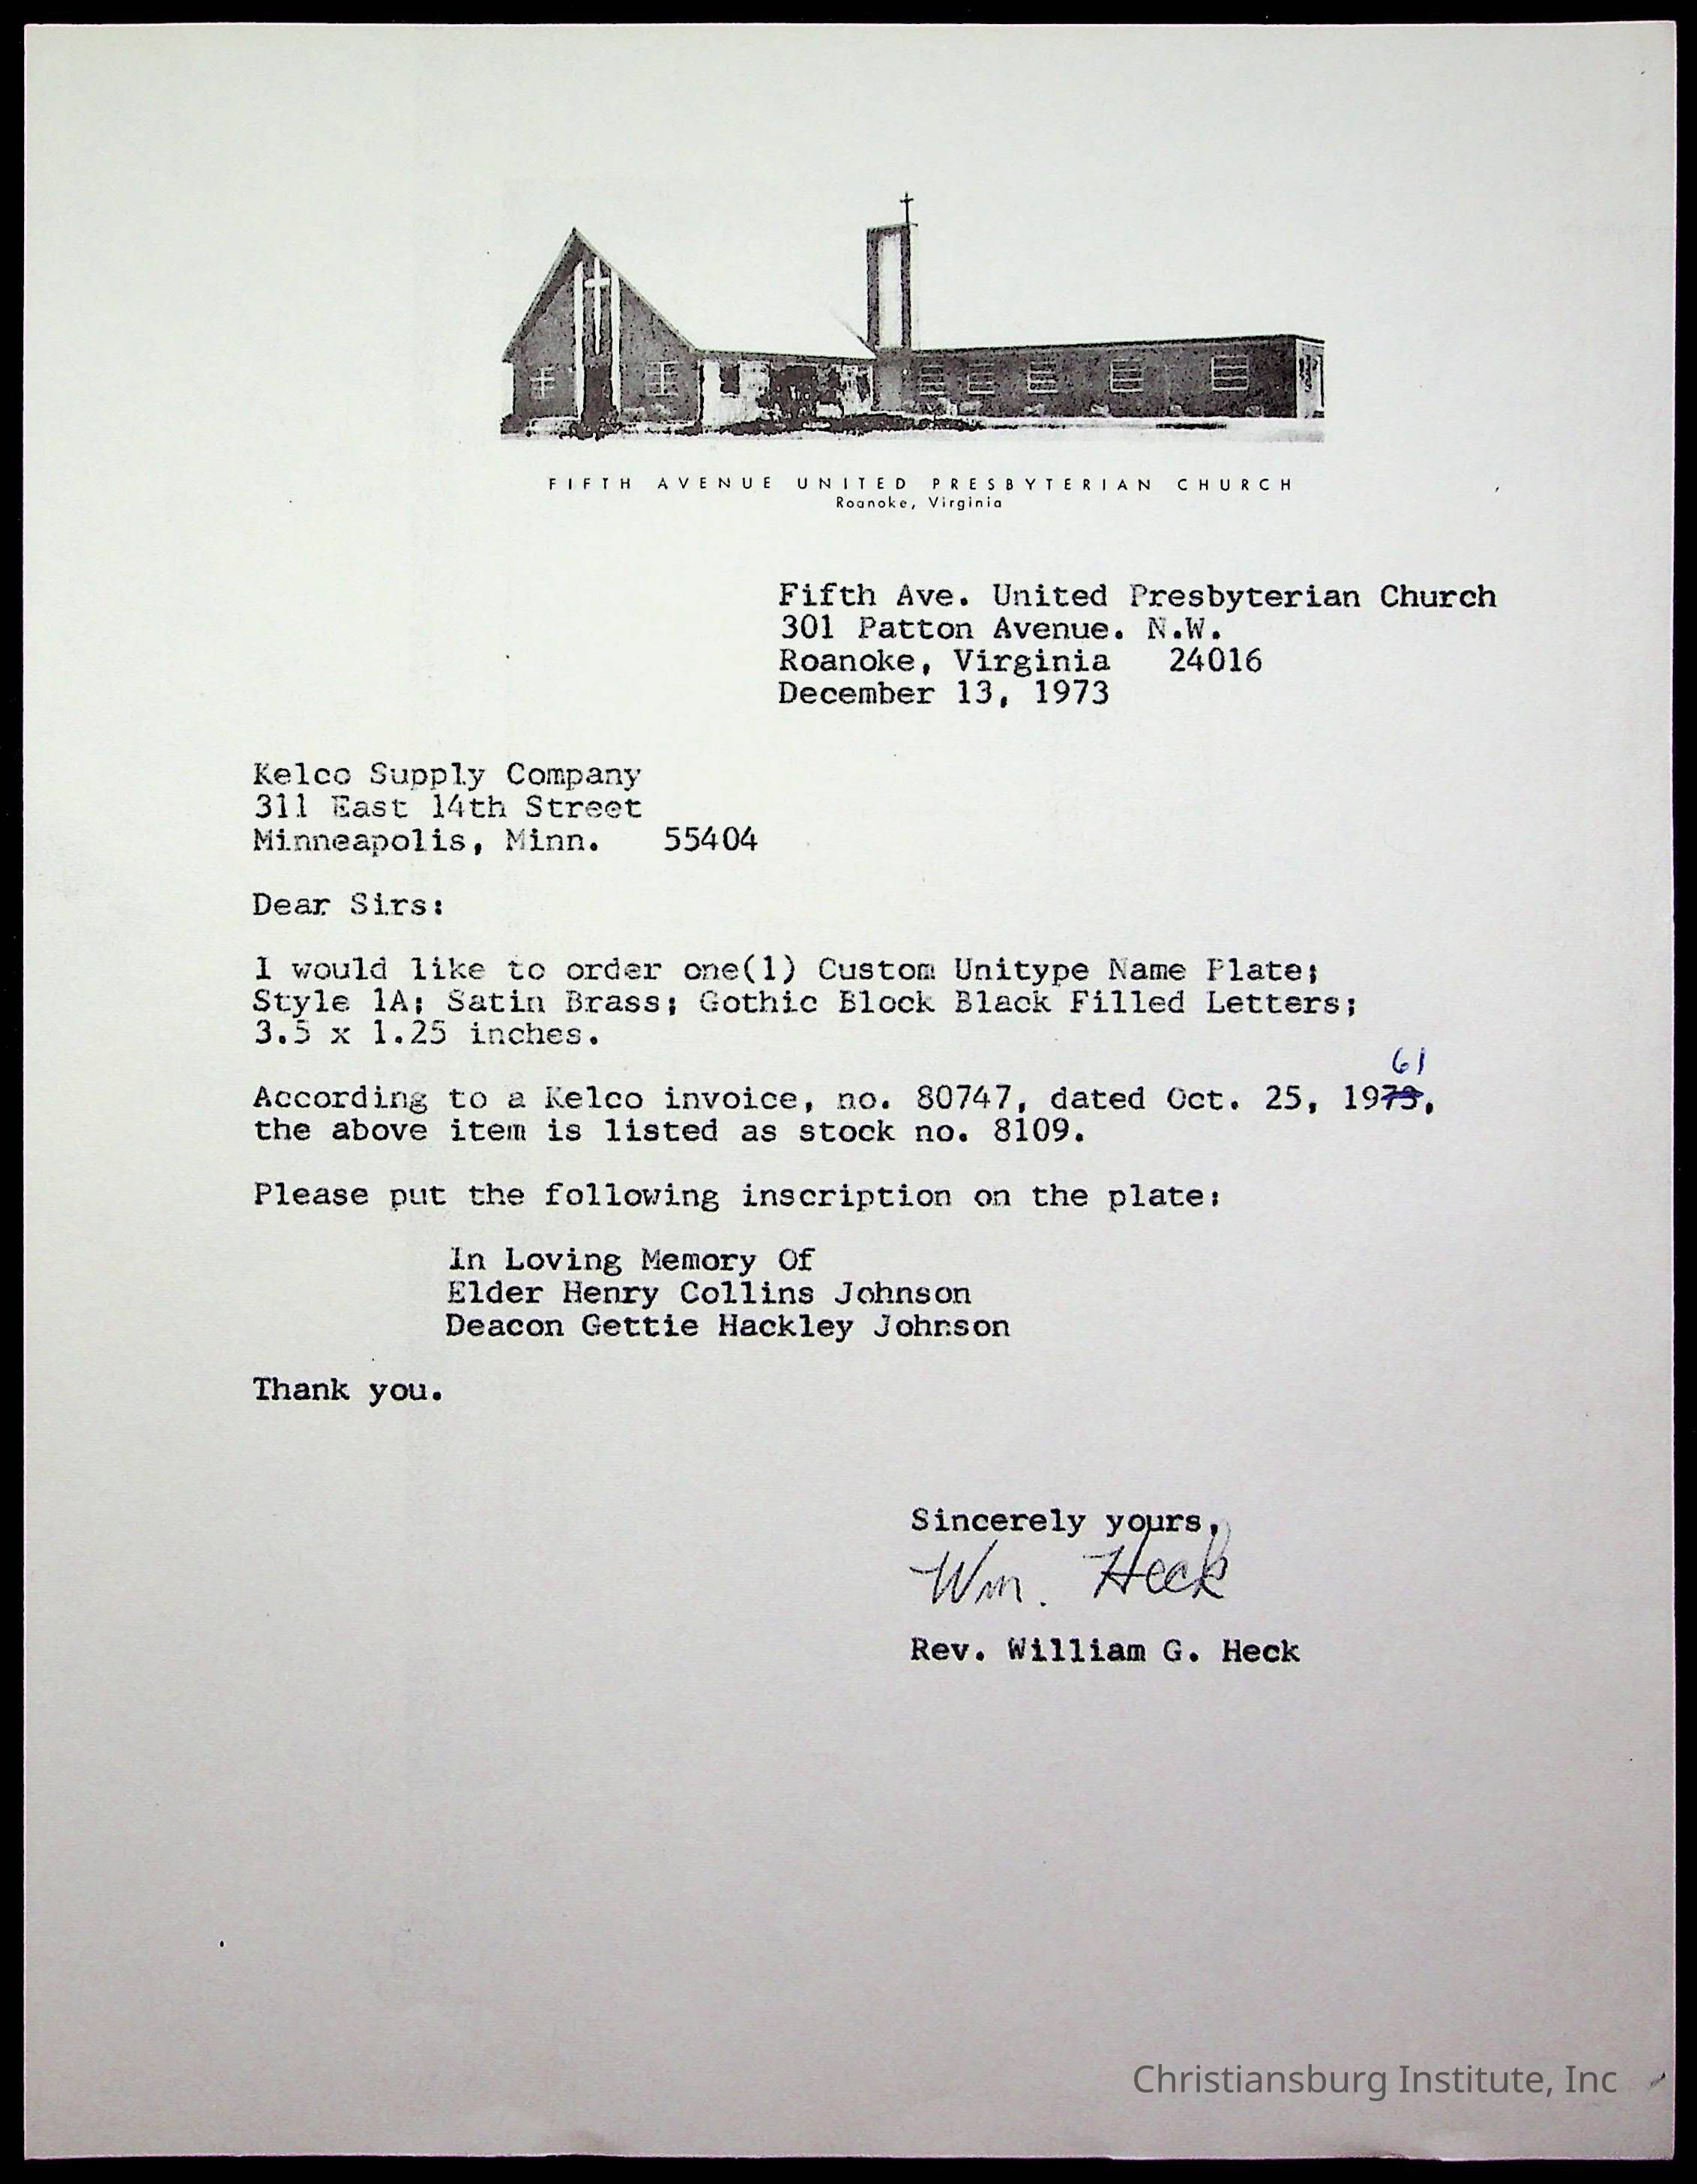 FIFTH AVENUE UNITED PRESBYTERIAN CHURCH
Roanoke, Virginia
Fifth Ave. United Presbyterian Church
301 Patton Avenue. N.W.
Roanoke, Virginia 24016
December 13, 1973
Kelco Supply Company
311 East 14th Street
Minneapolis, Minn. 55404
Dear Sirs:
I would like to order one(1) Custom Unitype Name Plate;
Style 1A; Satin Brass; Gothic Block Black Filled Letters;
3.5 x 1.25 inches.
61
According to a Kelco invoice, no. 80747, dated Oct. 25, 1973,
the above item is listed as stock no. 8109.
Please put the following inscription on the plate:
In Loving Memory Of
Elder Henry Collins Johnson
Deacon Gettie Hackley Johnson
Thank you.
Sincerely yours,
Wm. Heck
Rev. William G. Heck
Christiansburg Institute, Inc